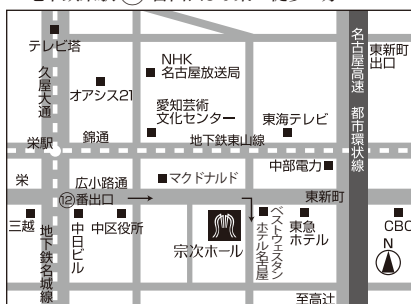 テレビ塔
久屋大通
オアシス21
NHK
名古屋放送局
愛知芸術
文化センター
東海テレビ
名古屋高速 都市環状線
東新町
出口
栄駅
錦通
地下鉄東山線
中部電力
栄
広小路通
マクドナルド
東新町
⑫番出口
三越
地下鉄名城線
中日ビル
中区役所
宗次ホール
ベストウェスタン
ホテル名古屋
東急
ホテル
CBC
N
至高辻